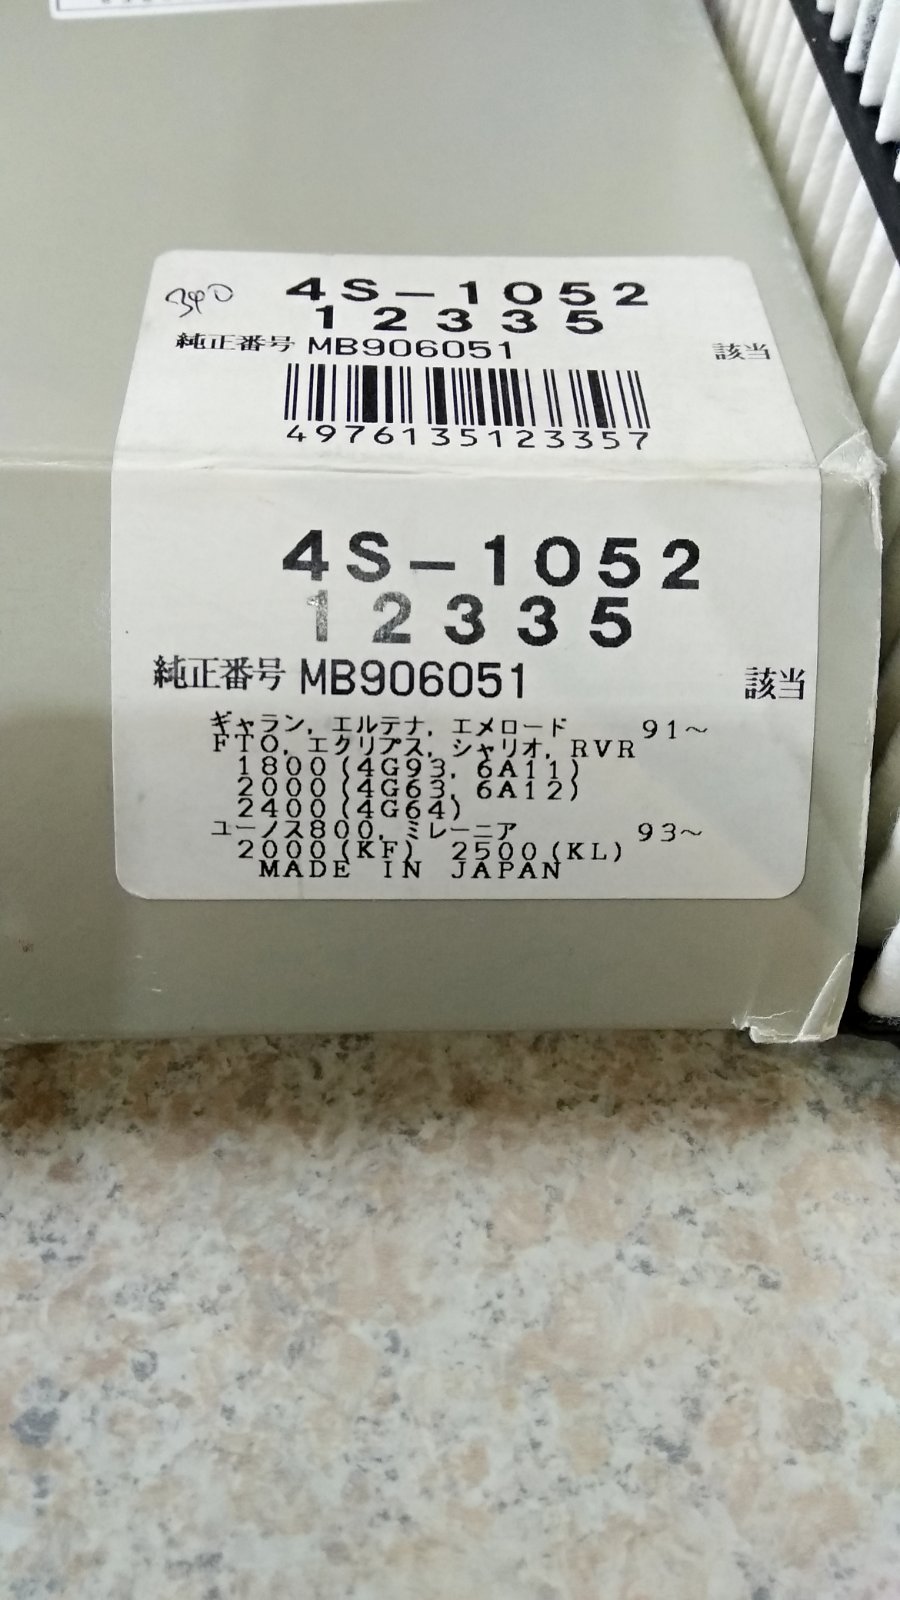 390
4S-1052
12335
純正番号 MB906051 該当
4976135123357
4S-1052
12335
純正番号 MB906051 該当
ギャラン, エルテナ, エメロード 91～
FTO, エクリプス, シャリオ, RVR
1800(4G93, 6A11)
2000(4G63, 6A12)
2400(4G64)
ユーノス800, ミレーニア 93～
2000(KF) 2500(KL)
MADE IN JAPAN